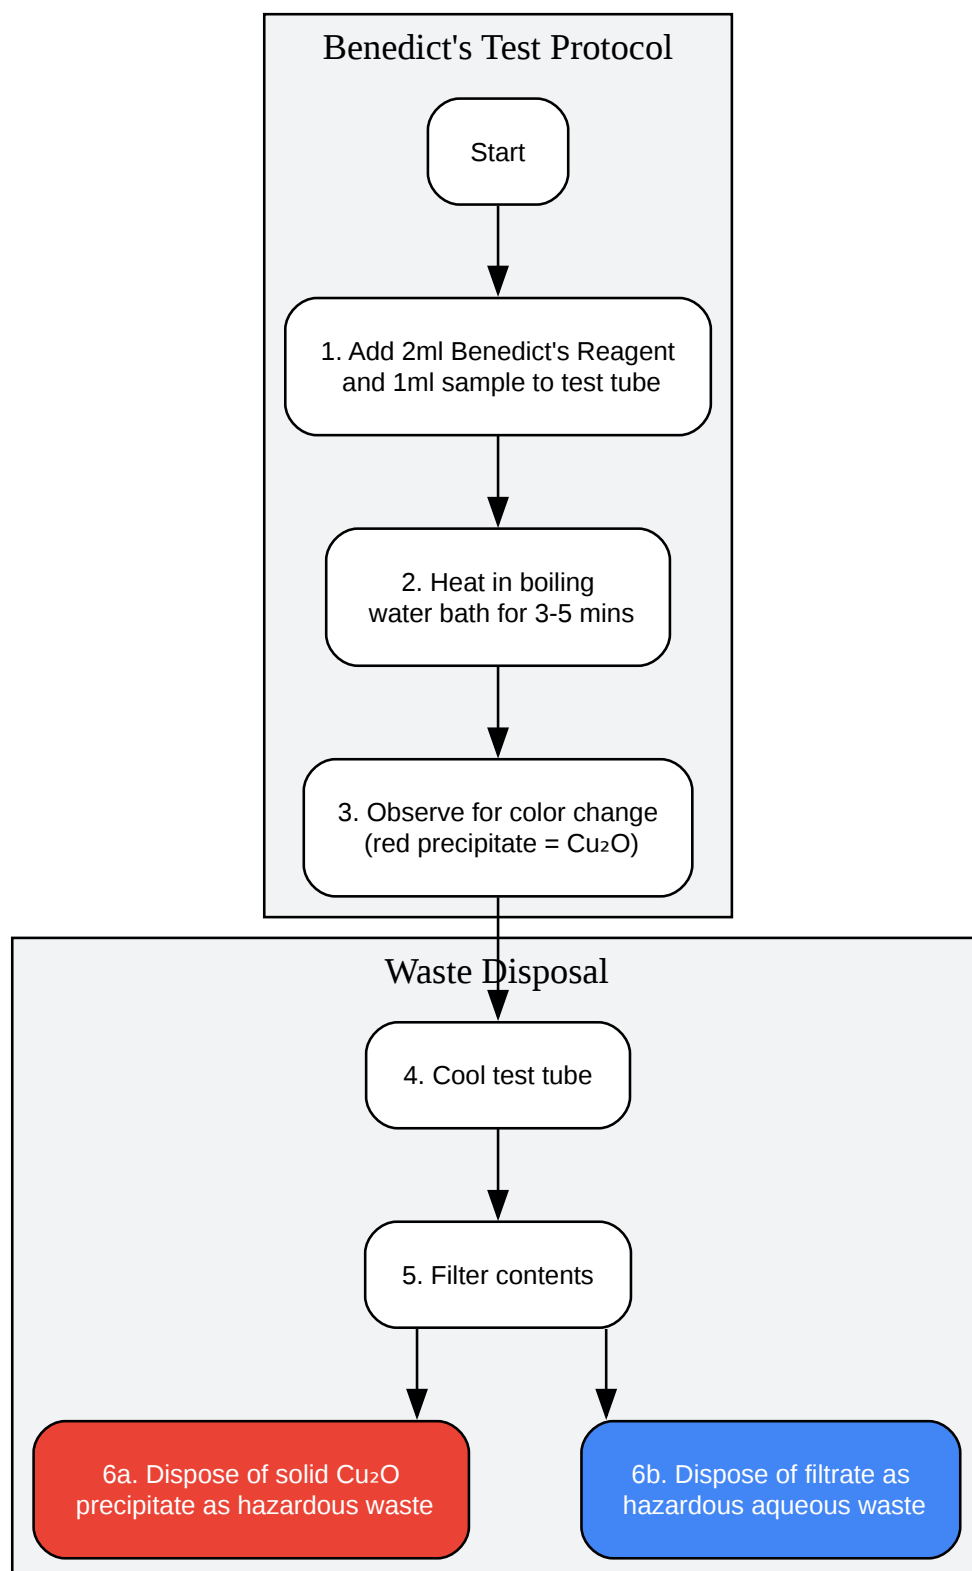 Benedict's Test Protocol
Start
1. Add 2ml Benedict's Reagent
and 1ml sample to test tube
2. Heat in boiling
water bath for 3-5 mins
3. Observe for color change
(red precipitate = Cu₂O)
Waste Disposal
4. Cool test tube
5. Filter contents
6a. Dispose of solid Cu₂O
precipitate as hazardous waste
6b. Dispose of filtrate as
hazardous aqueous waste